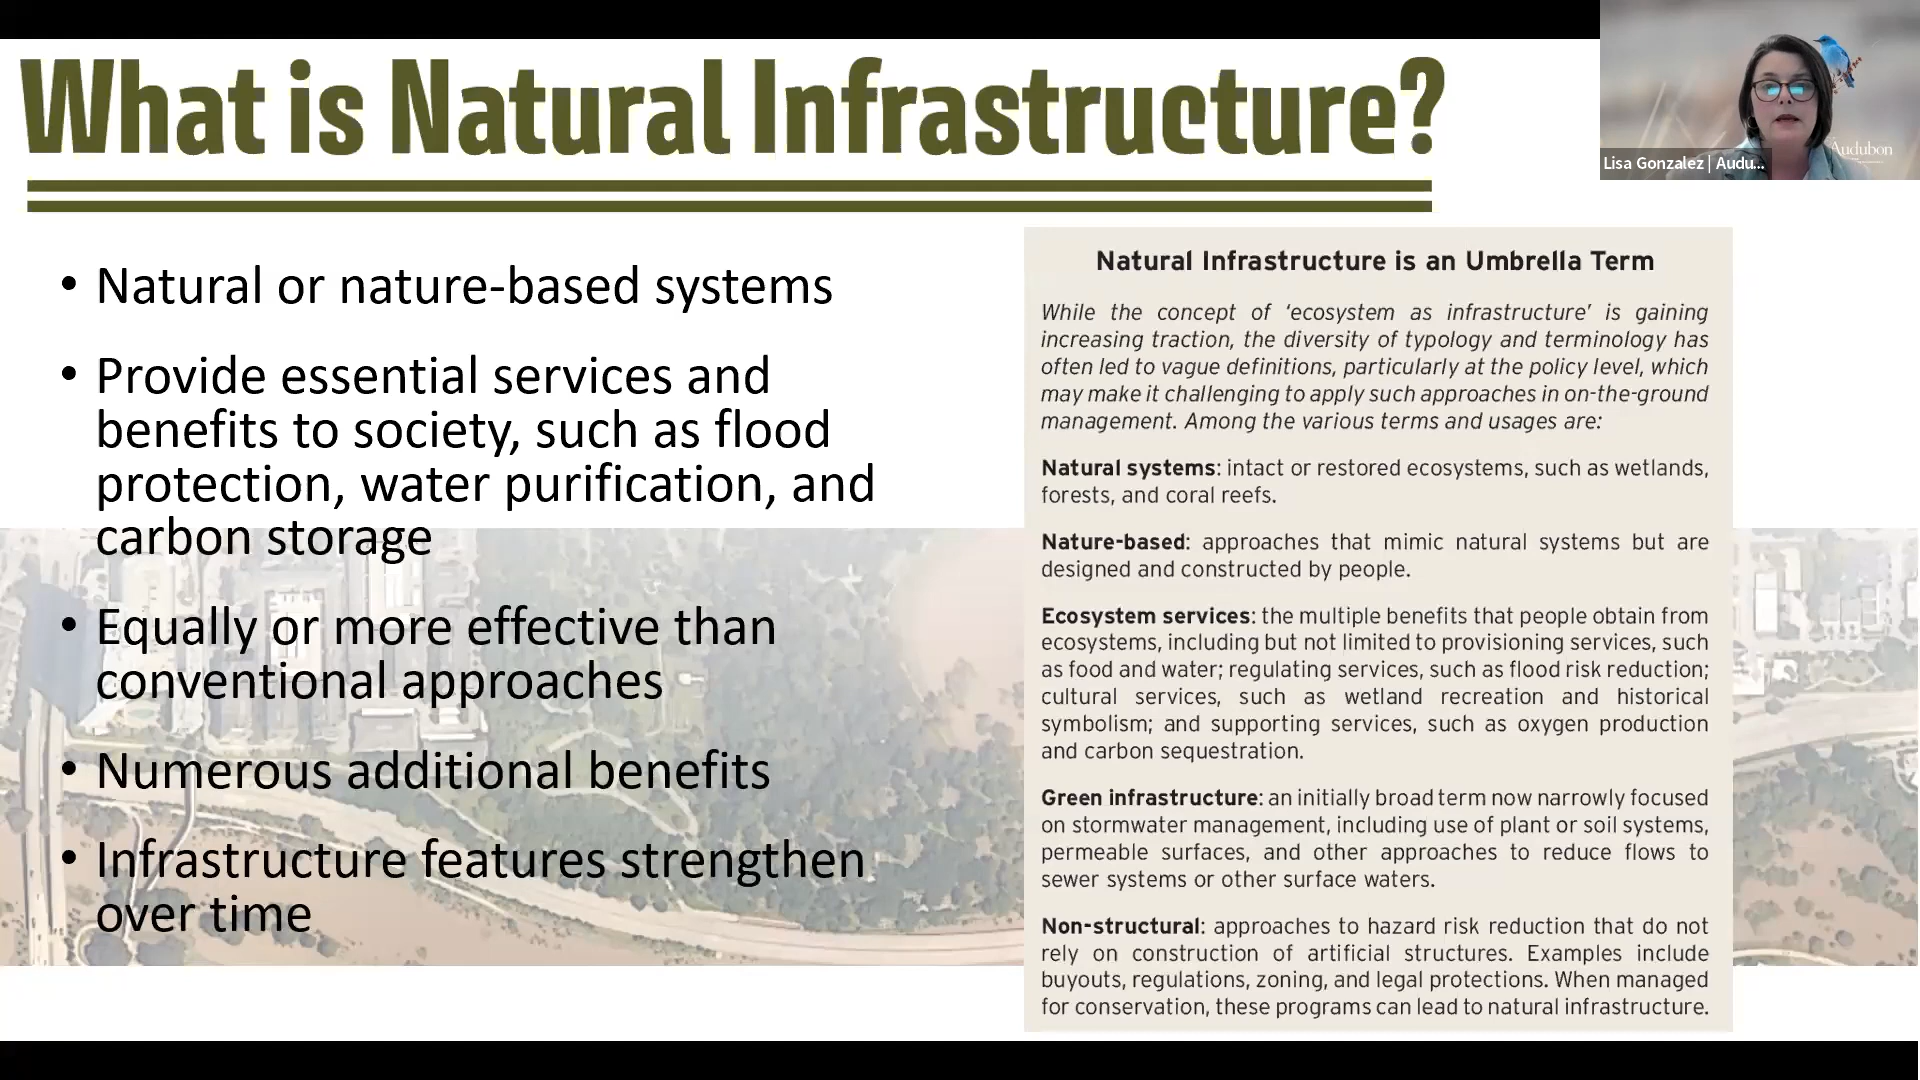 What is Natural Infrastructure?
Audubon
Lisa Gonzalez | Audu...
• Natural or nature-based systems
• Provide essential services and
benefits to society, such as flood
protection, water purification, and
carbon storage
• Equally or more effective than
conventional approaches
• Numerous additional benefits
• Infrastructure features strengthen
over time
Natural Infrastructure is an Umbrella Term
While the concept of ‘ecosystem as infrastructure’ is gaining
increasing traction, the diversity of typology and terminology has
often led to vague definitions, particularly at the policy level, which
may make it challenging to apply such approaches in on-the-ground
management. Among the various terms and usages are:
Natural systems: intact or restored ecosystems, such as wetlands,
forests, and coral reefs.
Nature-based: approaches that mimic natural systems but are
designed and constructed by people.
Ecosystem services: the multiple benefits that people obtain from
ecosystems, including but not limited to provisioning services, such
as food and water; regulating services, such as flood risk reduction;
cultural services, such as wetland recreation and historical
symbolism; and supporting services, such as oxygen production
and carbon sequestration.
Green infrastructure: an initially broad term now narrowly focused
on stormwater management, including use of plant or soil systems,
permeable surfaces, and other approaches to reduce flows to
sewer systems or other surface waters.
Non-structural: approaches to hazard risk reduction that do not
rely on construction of artificial structures. Examples include
buyouts, regulations, zoning, and legal protections. When managed
for conservation, these programs can lead to natural infrastructure.